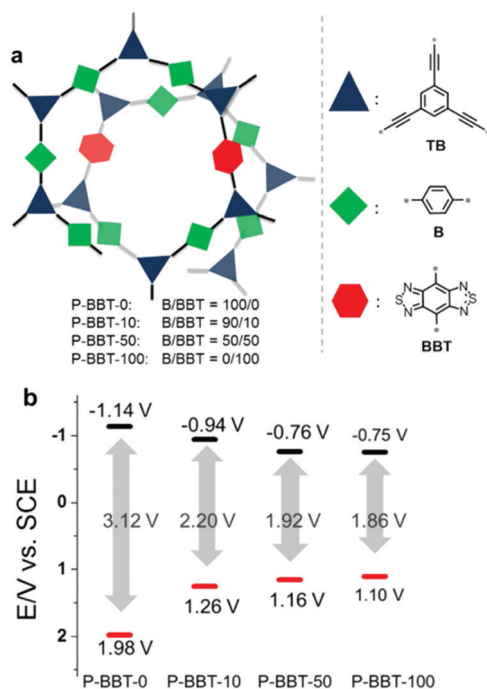 a
TB
B
BBT
N N
S S
N N
P-BBT-0: B/BBT = 100/0
P-BBT-10: B/BBT = 90/10
P-BBT-50: B/BBT = 50/50
P-BBT-100: B/BBT = 0/100
b
E/V vs. SCE
-1
0
1
2
-1.14 V
-0.94 V
-0.76 V
-0.75 V
3.12 V
2.20 V
1.92 V
1.86 V
1.98 V
1.26 V
1.16 V
1.10 V
P-BBT-0 P-BBT-10 P-BBT-50 P-BBT-100